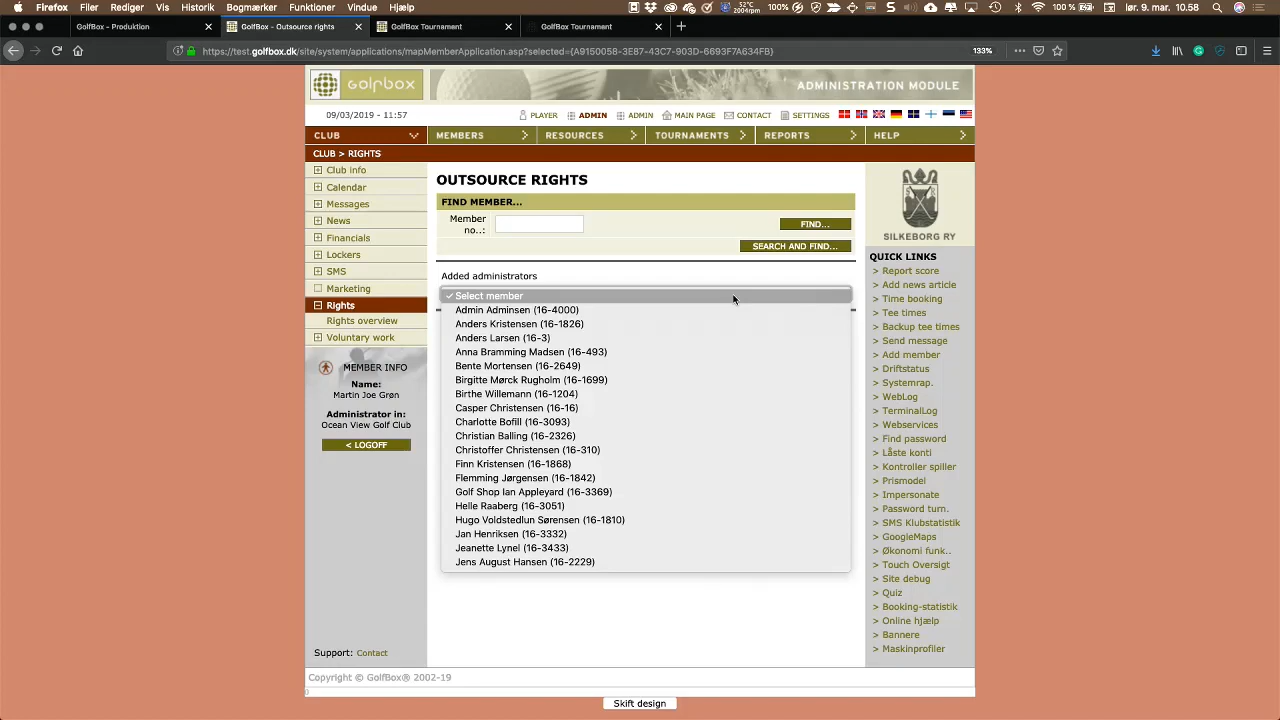 Firefox Arkiv Rediger Vis Historik Bogmærker Værktøjer Vindue Hjælp 2004rpm 100% lør. 9. mar. 10.58
GolfBox - Produktion GolfBox - Outsource rights GolfBox Tournament GolfBox Tournament
https://test.golfbox.dk/site/system/applications/mapMemberApplication.asp?selected={A9150058-3E87-43C7-903D-6693F7A634FB} 133%
GOLFBOX ADMINISTRATION MODULE
09/03/2019 - 11:57 PLAYER ADMIN ADMIN MAIN PAGE CONTACT SETTINGS
CLUB MEMBERS RESOURCES TOURNAMENTS REPORTS HELP
CLUB > RIGHTS
Club info
Calendar
Messages
News
Financials
Lockers
SMS
Marketing
Rights
Rights overview
Voluntary work
MEMBER INFO
Name:
Martin Joe Grøn
Administrator in:
Ocean View Golf Club
< LOGOFF
Support: Contact
OUTSOURCE RIGHTS
FIND MEMBER...
Member no..: FIND...
SEARCH AND FIND...
Added administrators
✓ Select member
Admin Adminsen (16-4000)
Anders Kristensen (16-1826)
Anders Larsen (16-3)
Anna Bramming Madsen (16-493)
Bente Mortensen (16-2649)
Birgitte Mørck Rugholm (16-1699)
Birthe Willemann (16-1204)
Casper Christensen (16-16)
Charlotte Bofill (16-3093)
Christian Balling (16-2326)
Christoffer Christensen (16-310)
Finn Kristensen (16-1868)
Flemming Jørgensen (16-1842)
Golf Shop Ian Appleyard (16-3369)
Helle Raaberg (16-3051)
Hugo Voldstedlun Sørensen (16-1810)
Jan Henriksen (16-3332)
Jeanette Lynel (16-3433)
Jens August Hansen (16-2229)
SILKEBORG RY
QUICK LINKS
> Report score
> Add news article
> Time booking
> Tee times
> Backup tee times
> Send message
> Add member
> Driftstatus
> Systemrap.
> WebLog
> TerminalLog
> Webservices
> Find password
> Låste konti
> Kontroller spiller
> Prismodel
> Impersonate
> Password turn.
> SMS Klubstatistik
> GoogleMaps
> Økonomi funk..
> Touch Oversigt
> Site debug
> Quiz
> Booking-statistik
> Online hjælp
> Bannere
> Maskinprofiler
Copyright © GolfBox® 2002-19
0
Skift design